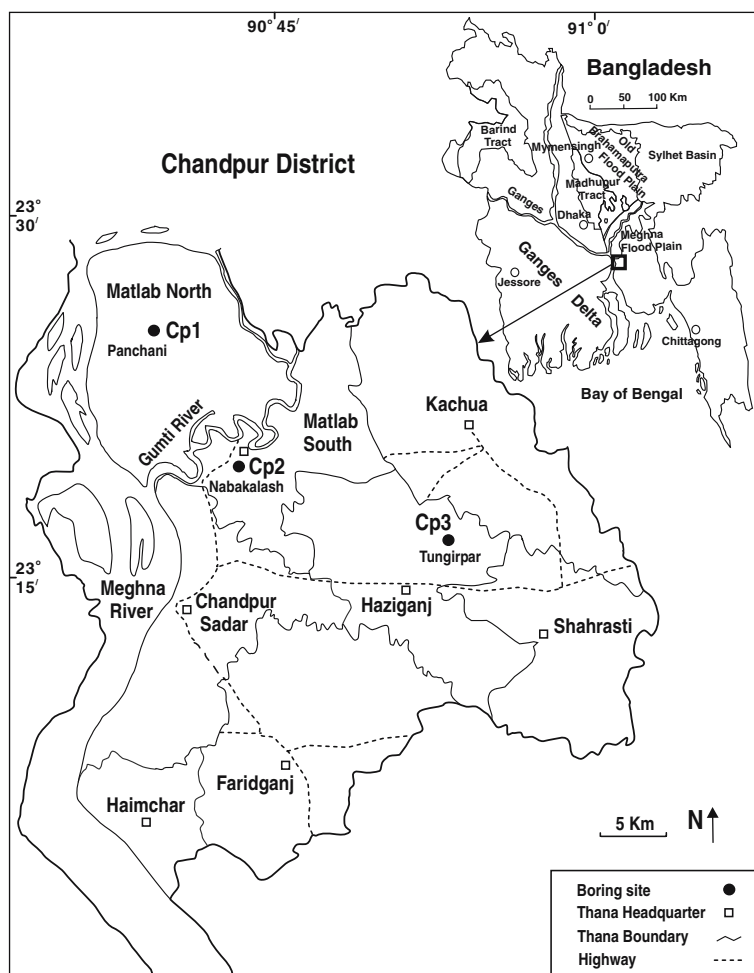 90° 45′
91° 0′
Bangladesh
0 50 100 Km
Barind
Tract
Mymensingh
Old
Brahamaputra
Flood Plain
Sylhet Basin
Madhupur
Tract
Ganges
Dhaka
Meghna
Flood Plain
Ganges
Delta
Jessore
Chittagong
Bay of Bengal
Chandpur District
23°
30′
Matlab North
Cp1
Panchani
Gumti River
Matlab
South
Kachua
Cp2
Nabakalash
Cp3
Tungirpar
23°
15′
Meghna
River
Chandpur
Sadar
Haziganj
Shahrasti
Faridganj
Haimchar
5 Km
N
Boring site
Thana Headquarter
Thana Boundary
Highway